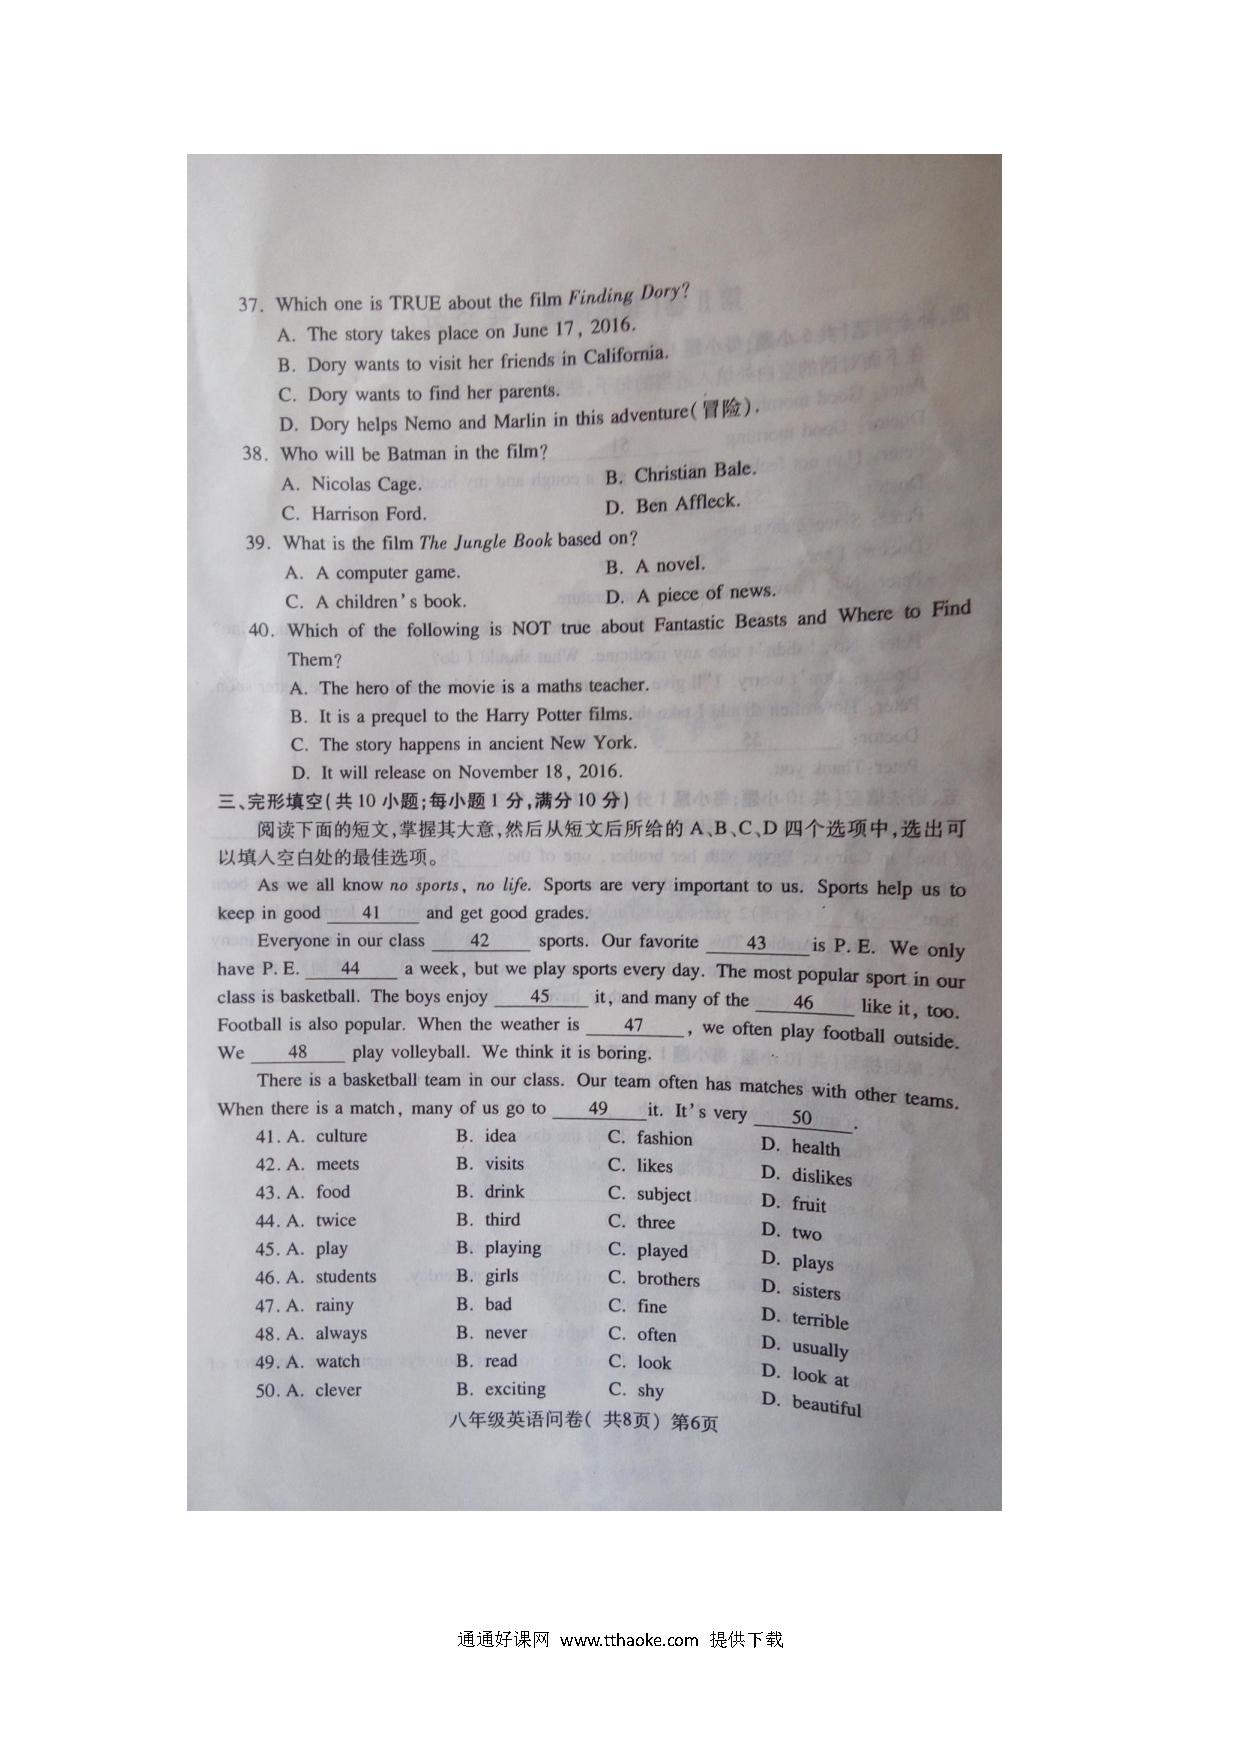 37. Which one is TRUE about the film Finding Dory?
A. The story takes place on June 17, 2016.
B. Dory wants to visit her friends in California.
C. Dory wants to find her parents.
D. Dory helps Nemo and Marlin in this adventure(冒险).
38. Who will be Batman in the film?
A. Nicolas Cage. B. Christian Bale.
C. Harrison Ford. D. Ben Affleck.
39. What is the film The Jungle Book based on?
A. A computer game. B. A novel.
C. A children's book. D. A piece of news.
40. Which of the following is NOT true about Fantastic Beasts and Where to Find
Them?
A. The hero of the movie is a maths teacher.
B. It is a prequel to the Harry Potter films.
C. The story happens in ancient New York.
D. It will release on November 18, 2016.
三、完形填空(共10小题;每小题1分,满分10分)
阅读下面的短文,掌握其大意,然后从短文后所给的A、B、C、D四个选项中,选出可
以填入空白处的最佳选项。
As we all know no sports, no life. Sports are very important to us. Sports help us to
keep in good 41 and get good grades.
Everyone in our class 42 sports. Our favorite 43 is P. E. We only
have P. E. 44 a week, but we play sports every day. The most popular sport in our
class is basketball. The boys enjoy 45 it, and many of the 46 like it, too.
Football is also popular. When the weather is 47 , we often play football outside.
We 48 play volleyball. We think it is boring.
There is a basketball team in our class. Our team often has matches with other teams.
When there is a match, many of us go to 49 it. It's very 50 .
41. A. culture B. idea C. fashion D. health
42. A. meets B. visits C. likes D. dislikes
43. A. food B. drink C. subject D. fruit
44. A. twice B. third C. three D. two
45. A. play B. playing C. played D. plays
46. A. students B. girls C. brothers D. sisters
47. A. rainy B. bad C. fine D. terrible
48. A. always B. never C. often D. usually
49. A. watch B. read C. look D. look at
50. A. clever B. exciting C. shy D. beautiful
八年级英语问卷( 共8页) 第6页
通通好课网 www.tthaoke.com 提供下载